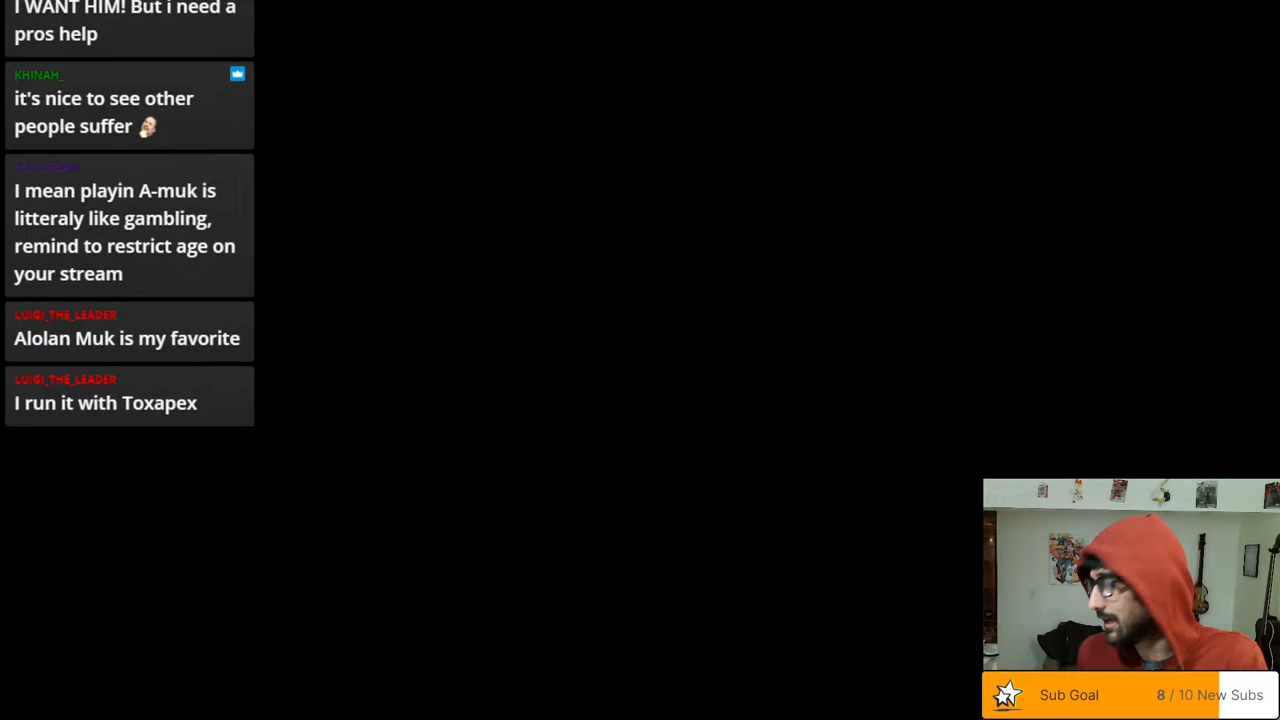 I WANT HIM! But i need a
pros help
KHINAH_
it's nice to see other
people suffer
I mean playin A-muk is
litteraly like gambling,
remind to restrict age on
your stream
LUIGI_THE_LEADER
Alolan Muk is my favorite
LUIGI_THE_LEADER
I run it with Toxapex
Sub Goal 8 / 10 New Subs